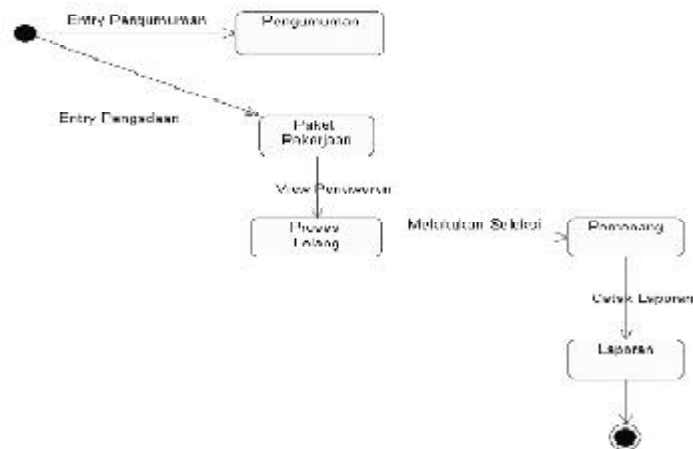 Entry Pengumuman
Pengumuman
Entry Pengadaan
Paket
Pekerjaan
View Penawaran
Proses
Lelang
Melakukan Seleksi
Pemenang
Cetak Laporan
Laporan